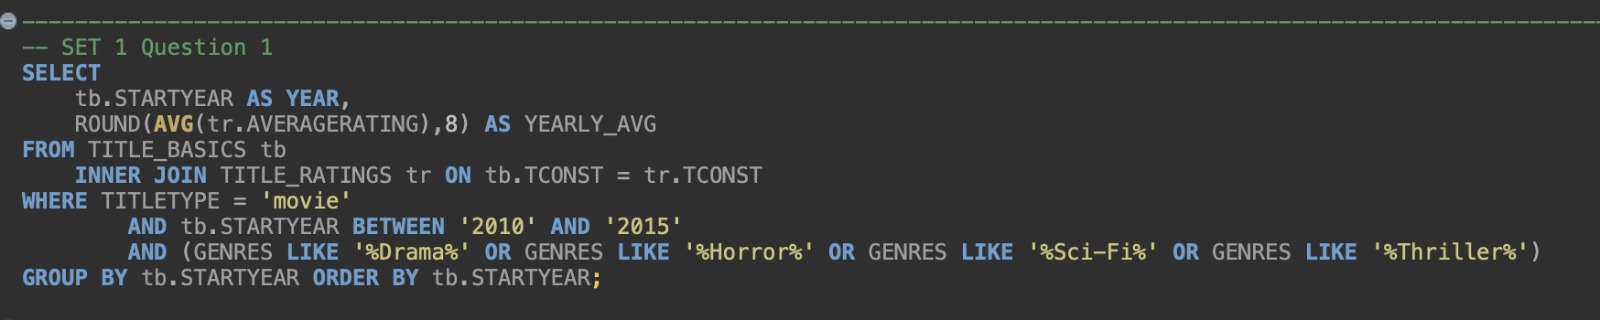 -- SET 1 Question 1
SELECT
    tb.STARTYEAR AS YEAR,
    ROUND(AVG(tr.AVERAGERATING),8) AS YEARLY_AVG
FROM TITLE_BASICS tb
    INNER JOIN TITLE_RATINGS tr ON tb.TCONST = tr.TCONST
WHERE TITLETYPE = 'movie'
        AND tb.STARTYEAR BETWEEN '2010' AND '2015'
        AND (GENRES LIKE '%Drama%' OR GENRES LIKE '%Horror%' OR GENRES LIKE '%Sci-Fi%' OR GENRES LIKE '%Thriller%')
GROUP BY tb.STARTYEAR ORDER BY tb.STARTYEAR;